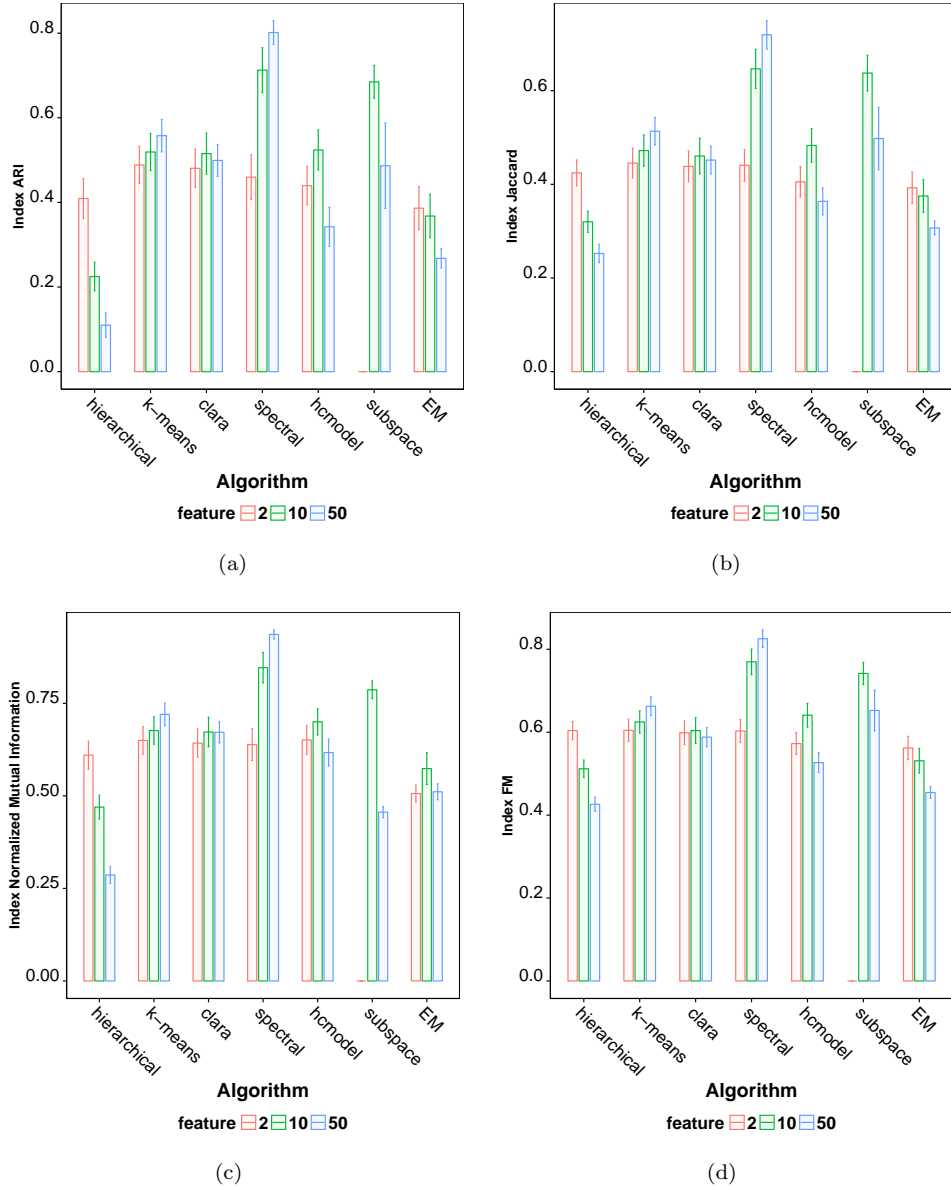 Index ARI
0.8
0.6
0.4
0.2
0.0
hierarchical
k−means
clara
spectral
hcmodel
subspace
EM
Algorithm
feature 2 10 50
(a)
Index Jaccard
0.6
0.4
0.2
0.0
hierarchical
k−means
clara
spectral
hcmodel
subspace
EM
Algorithm
feature 2 10 50
(b)
Index Normalized Mutual Information
0.75
0.50
0.25
0.00
hierarchical
k−means
clara
spectral
hcmodel
subspace
EM
Algorithm
feature 2 10 50
(c)
Index FM
0.8
0.6
0.4
0.2
0.0
hierarchical
k−means
clara
spectral
hcmodel
subspace
EM
Algorithm
feature 2 10 50
(d)